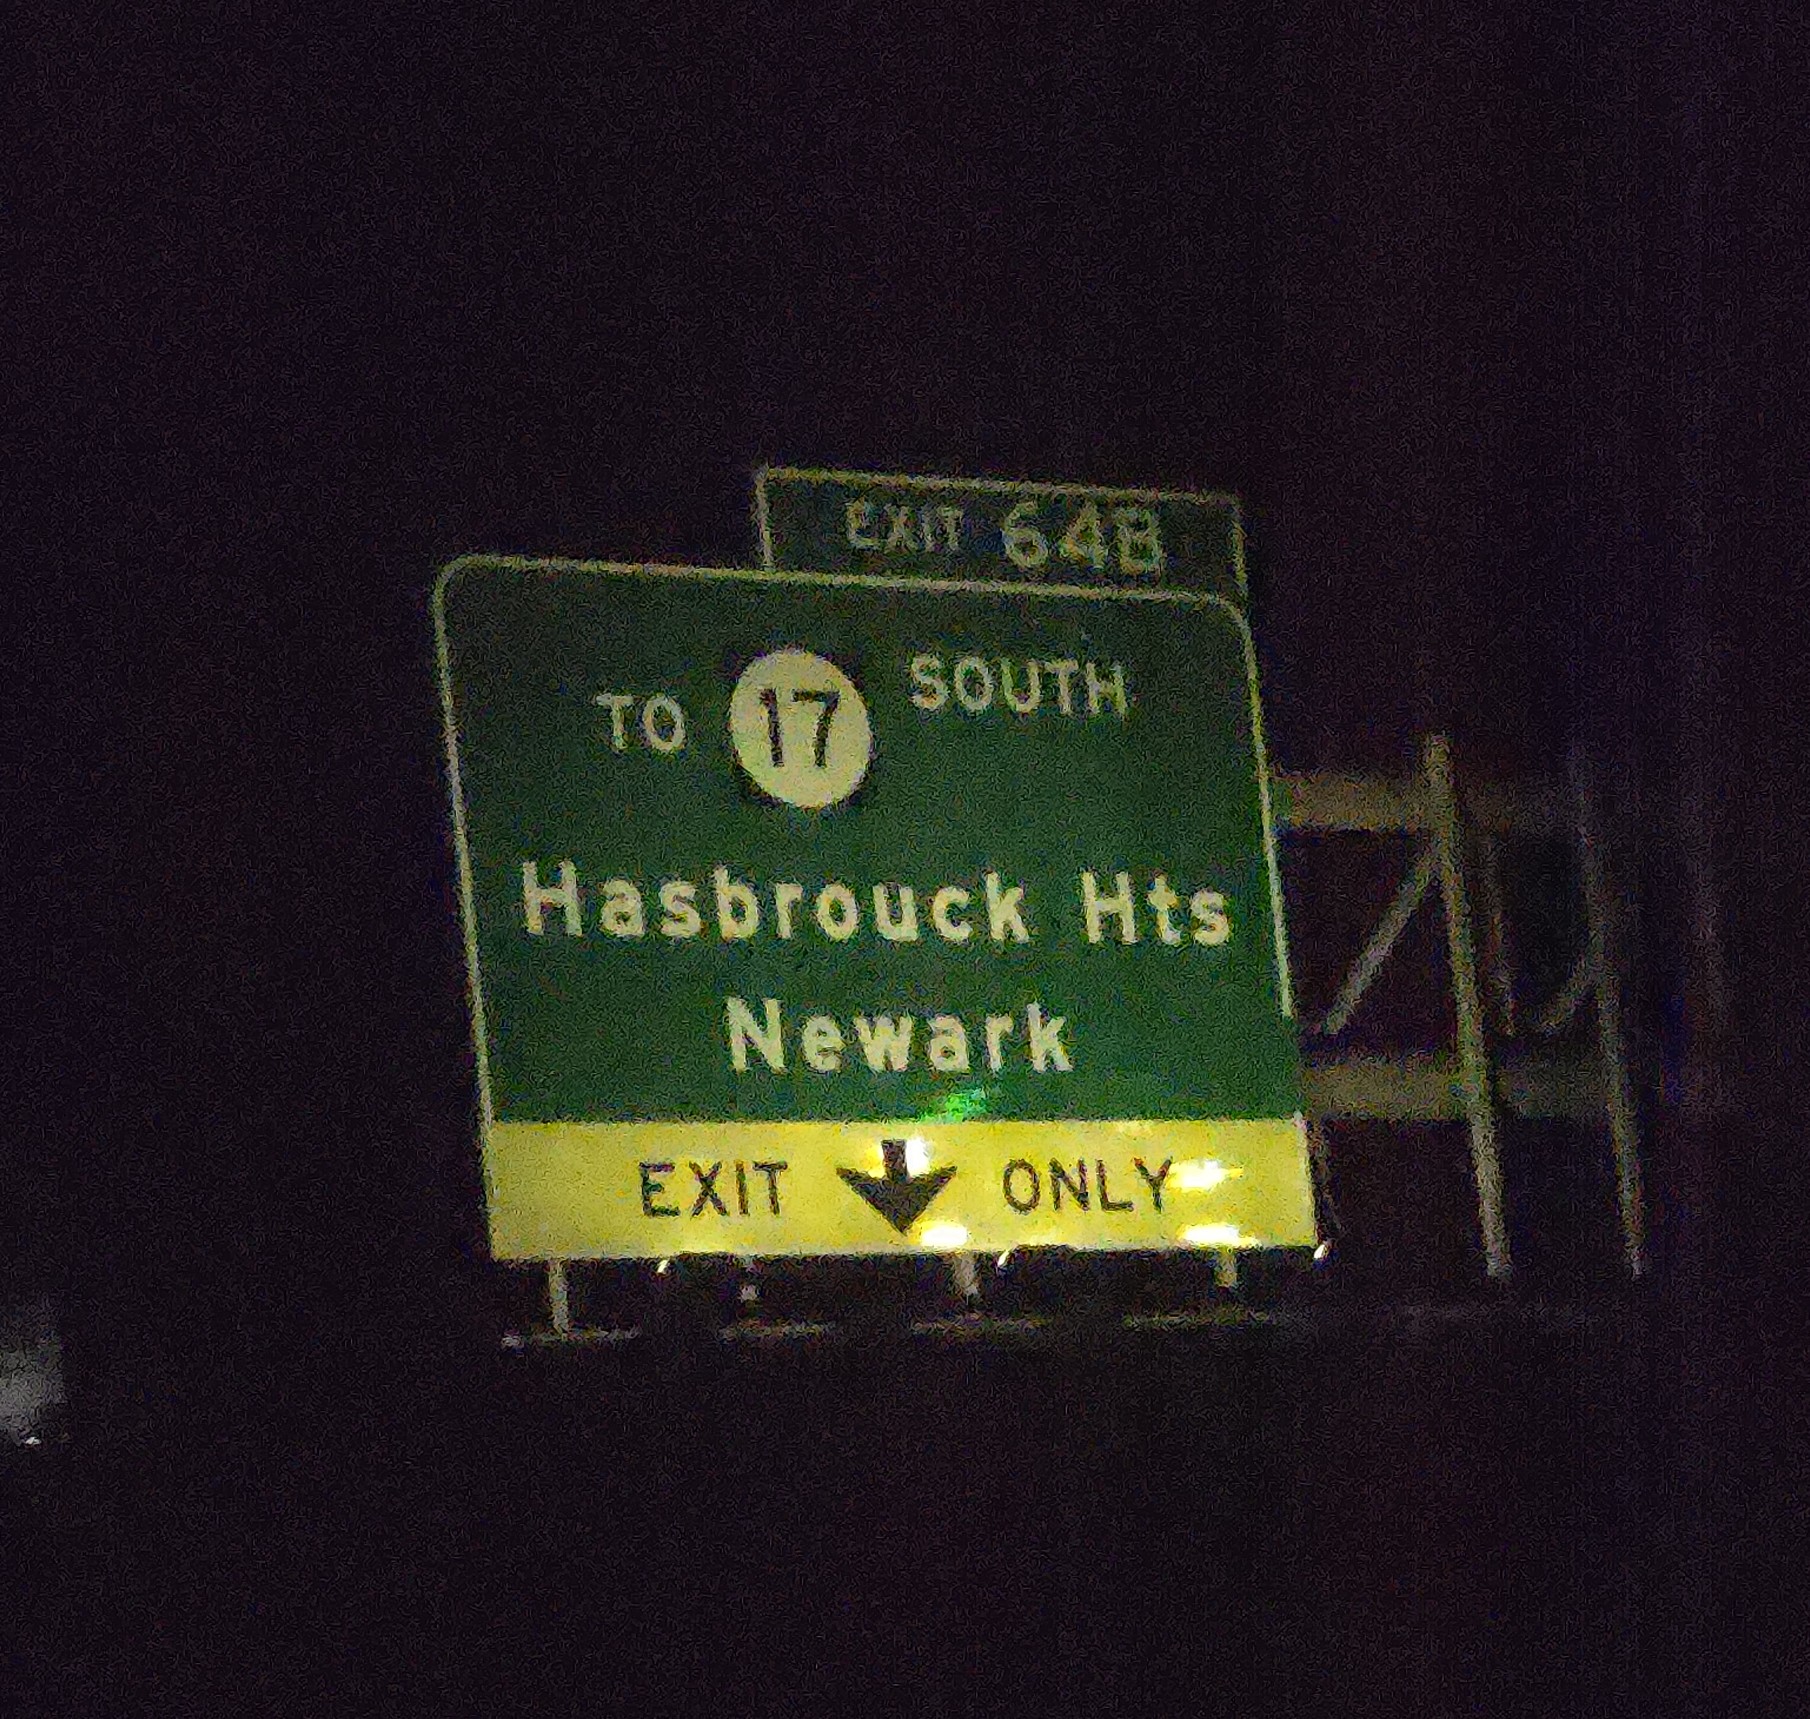 EXIT 64B
TO 17 SOUTH
Hasbrouck Hts
Newark
EXIT ONLY